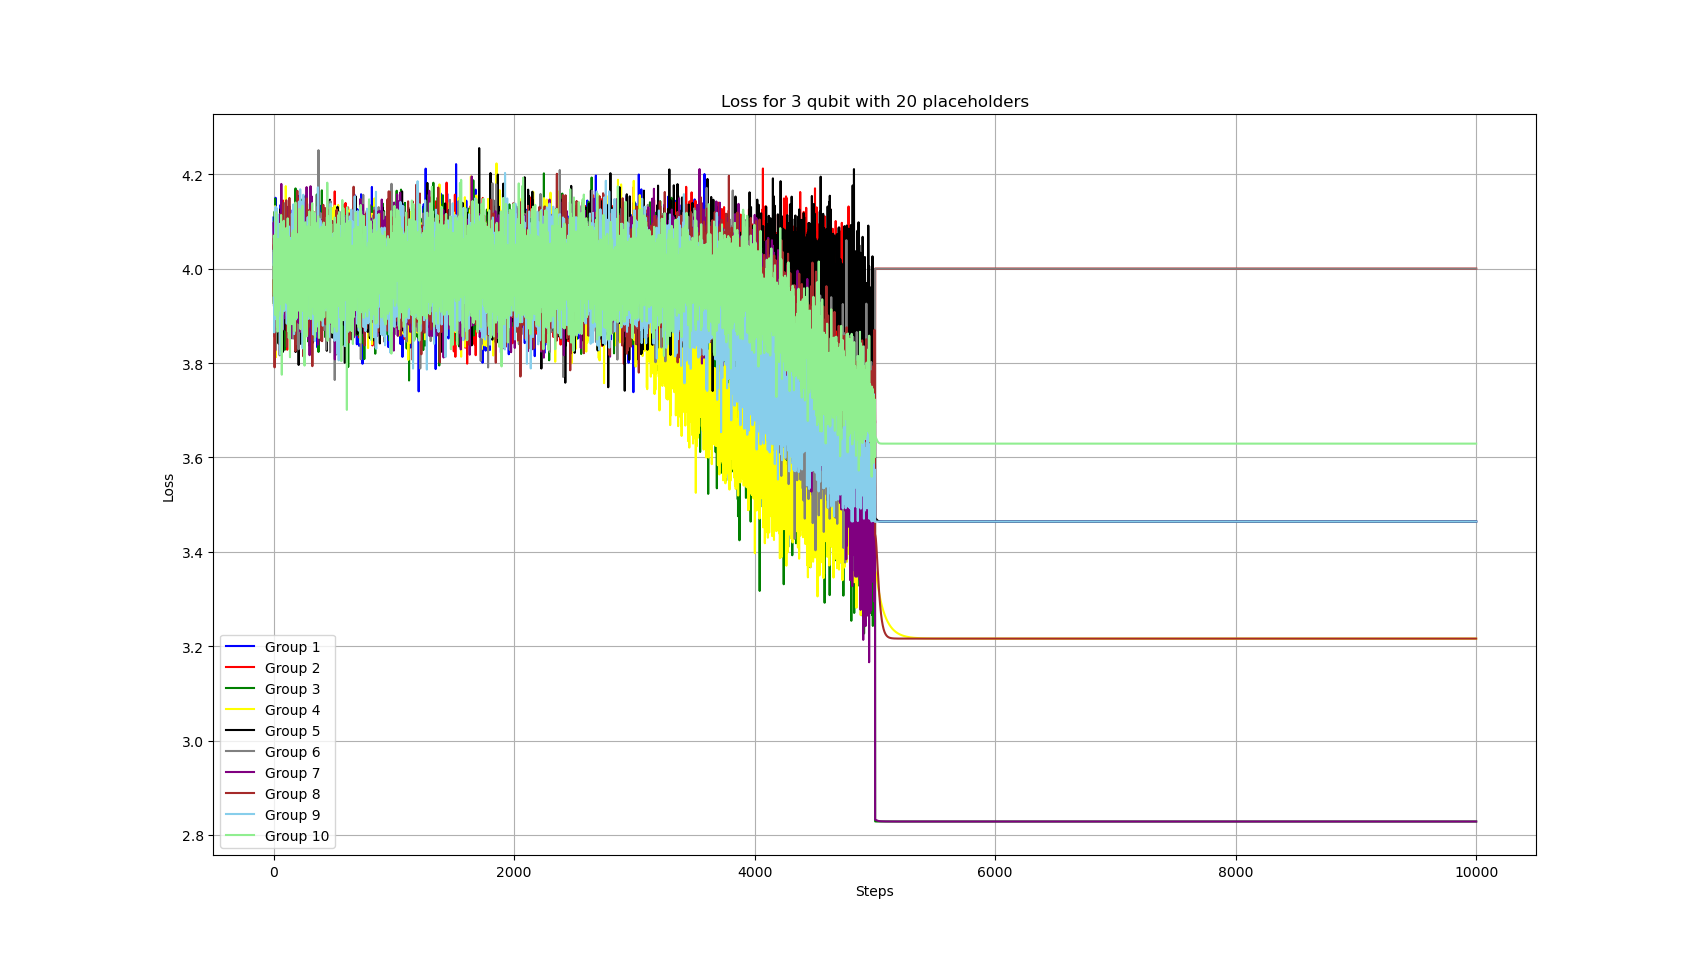 Loss for 3 qubit with 20 placeholders
Loss
4.2
4.0
3.8
3.6
3.4
3.2
3.0
2.8
Group 1
Group 2
Group 3
Group 4
Group 5
Group 6
Group 7
Group 8
Group 9
Group 10
0
2000
4000
6000
8000
10000
Steps